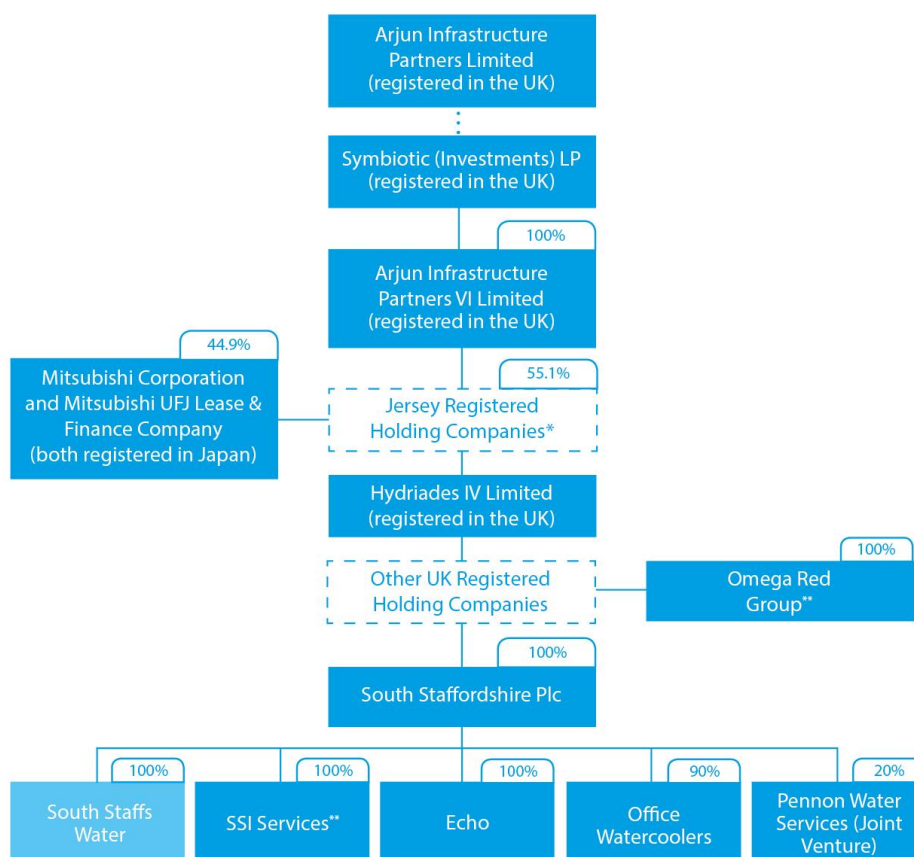 Arjun Infrastructure
Partners Limited
(registered in the UK)
Symbiotic (Investments) LP
(registered in the UK)
100%
Arjun Infrastructure
Partners VI Limited
(registered in the UK)
44.9%
Mitsubishi Corporation
and Mitsubishi UFJ Lease &
Finance Company
(both registered in Japan)
55.1%
Jersey Registered
Holding Companies*
Hydriades IV Limited
(registered in the UK)
Other UK Registered
Holding Companies
100%
Omega Red
Group**
100%
South Staffordshire Plc
100%
South Staffs
Water
100%
SSI Services**
100%
Echo
90%
Office
Watercoolers
20%
Pennon Water
Services (Joint
Venture)